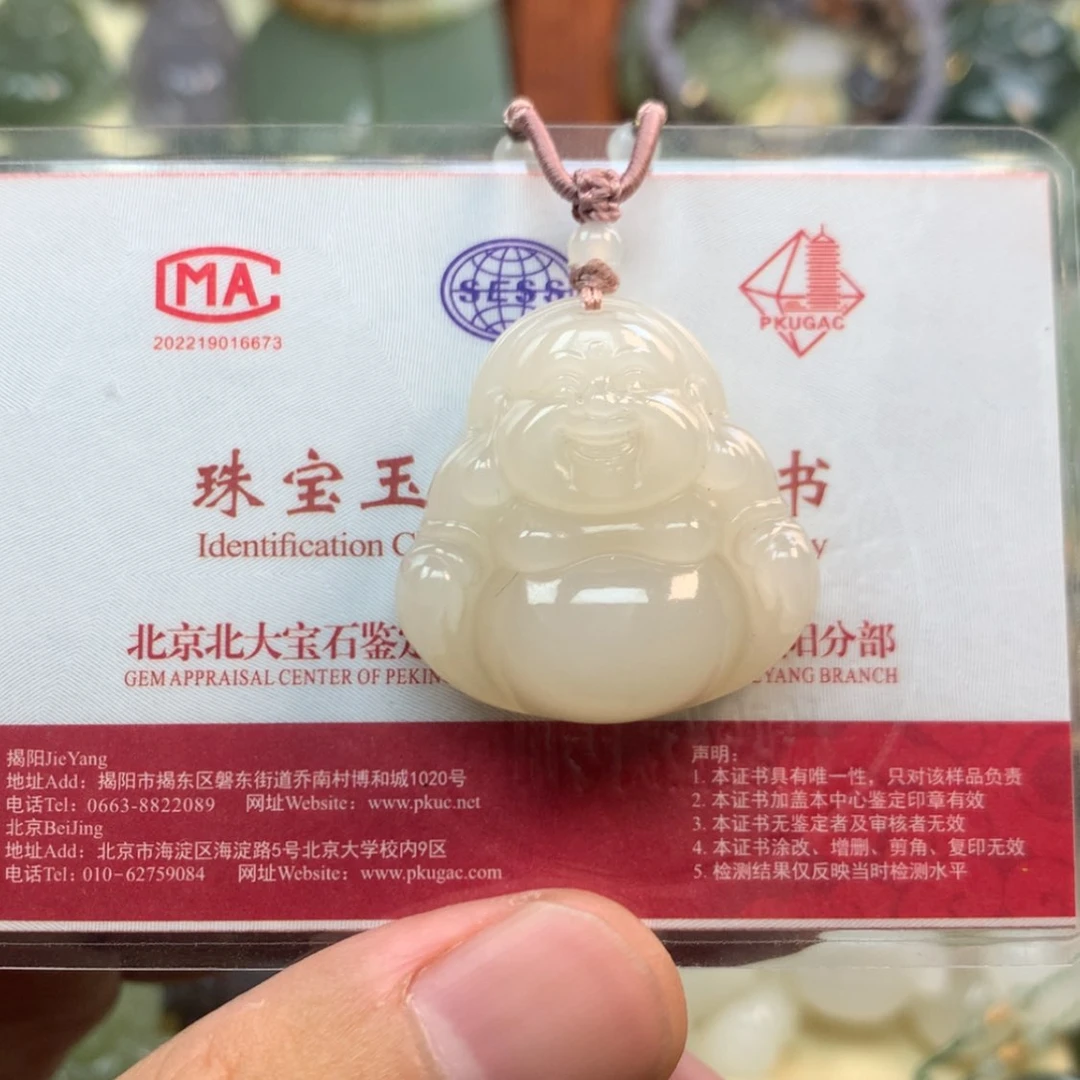 CMA
202219016673
SESS
PKUGAC
珠宝玉 书
Identification C y
北京北大宝石鉴 阳分部
GEM APPRAISAL CENTER OF PEKIN YANG BRANCH
揭阳JieYang
地址Add：揭阳市揭东区磐东街道乔南村博和城1020号
电话Tel：0663-8822089 网址Website：www.pkuc.net
北京BeiJing
地址Add：北京市海淀区海淀路5号北京大学校内9区
电话Tel：010-62759084 网址Website：www.pkugac.com
声明：
1. 本证书具有唯一性，只对该样品负责
2. 本证书加盖本中心鉴定印章有效
3. 本证书无鉴定者及审核者无效
4. 本证书涂改、增删、剪角、复印无效
5. 检测结果仅反映当时检测水平